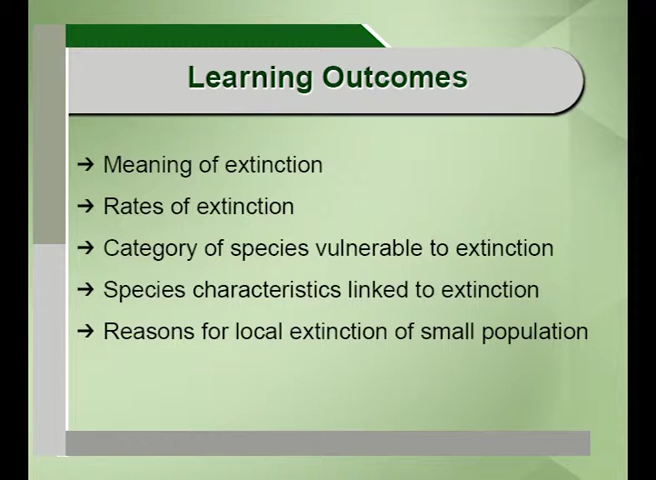 Learning Outcomes
→ Meaning of extinction
→ Rates of extinction
→ Category of species vulnerable to extinction
→ Species characteristics linked to extinction
→ Reasons for local extinction of small population